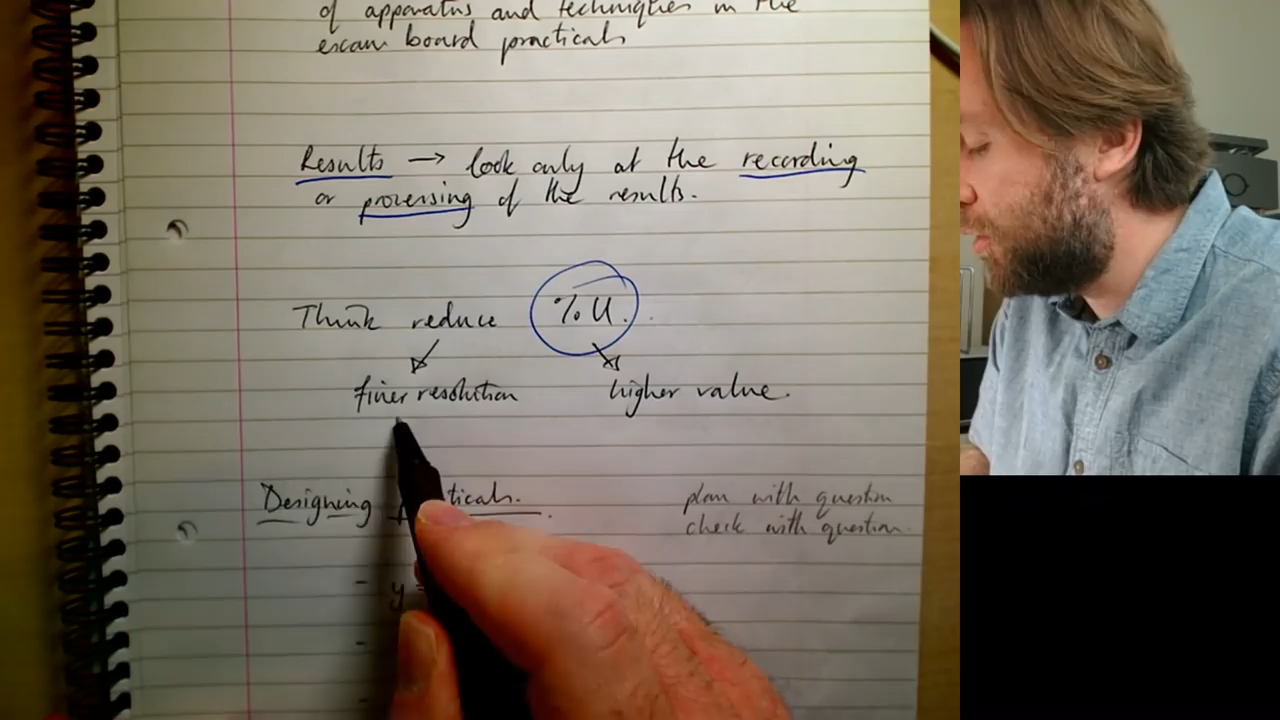 of apparatus and techniques in the
exam board practicals
Results → look only at the recording
or processing of the results.
Think reduce %U.
finer resolution higher value.
Designing ticals. plan with question
check with question.
- y
-